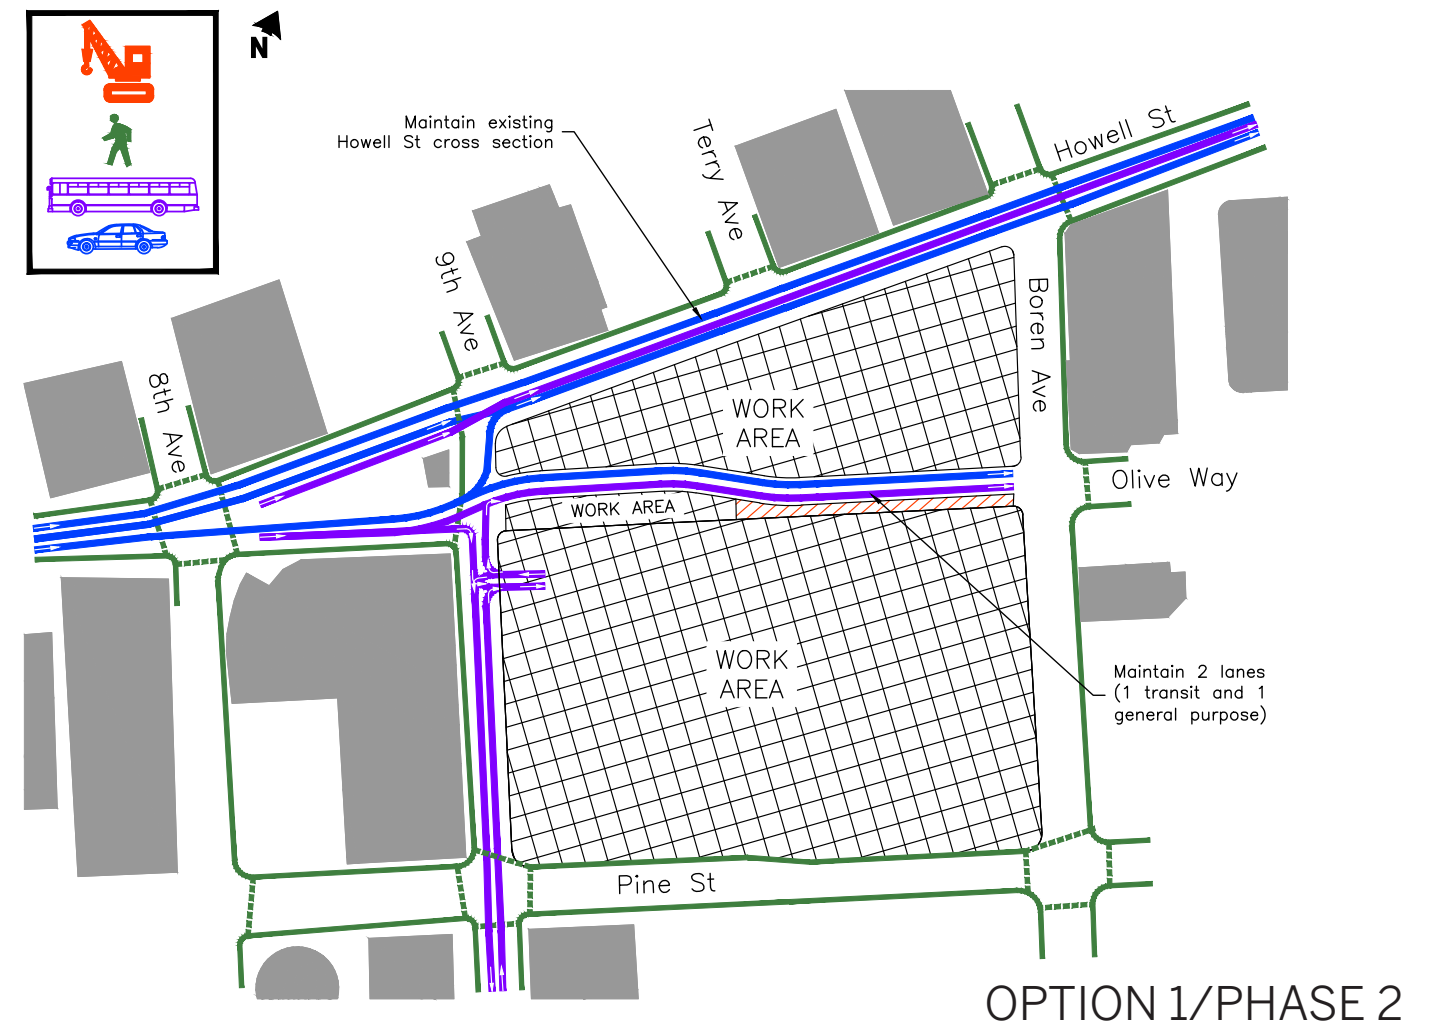 N
Maintain existing
Howell St cross section
Terry Ave
Howell St
9th Ave
8th Ave
Boren Ave
WORK
AREA
Olive Way
WORK AREA
WORK
AREA
Maintain 2 lanes
(1 transit and 1
general purpose)
Pine St
OPTION 1/PHASE 2